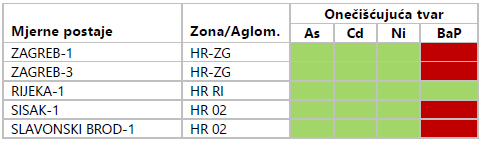 Mjerne postaje Zona/Aglom. Onečišćujuća tvar
As Cd Ni BaP
ZAGREB-1 HR-ZG
ZAGREB-3 HR-ZG
RIJEKA-1 HR RI
SISAK-1 HR 02
SLAVONSKI BROD-1 HR 02